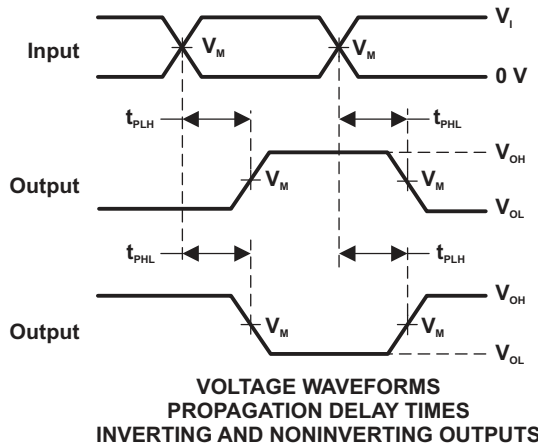 V_I
Input
V_M
V_M
0 V
t_PLH
t_PHL
V_OH
Output
V_M
V_M
V_OL
t_PHL
t_PLH
V_OH
Output
V_M
V_M
V_OL
VOLTAGE WAVEFORMS
PROPAGATION DELAY TIMES
INVERTING AND NONINVERTING OUTPUTS